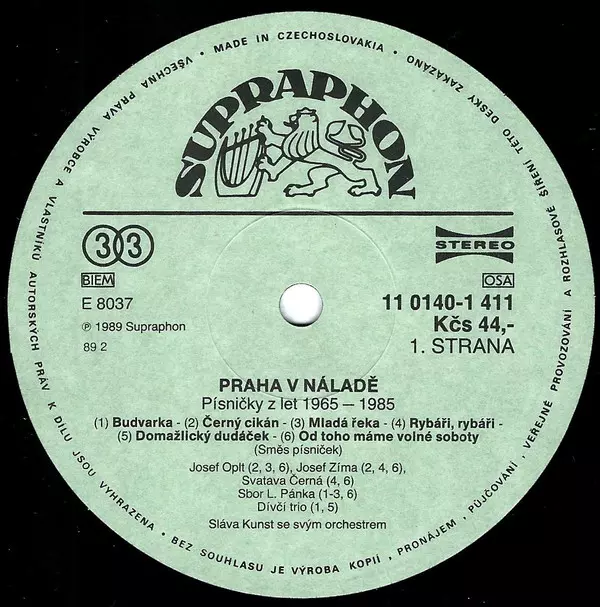 • MADE IN CZECHOSLOVAKIA •
VŠECHNA PRÁVA VÝROBCE A VLASTNÍKŮ AUTORSKÝCH PRÁV K DÍLU JSOU VYHRAZENA • BEZ SOUHLASU JE VÝROBA KOPIÍ, PRONÁJEM, PŮJČOVÁNÍ, VEŘEJNÉ PROVOZOVÁNÍ A ROZHLASOVÉ ŠÍŘENÍ TÉTO DESKY ZAKÁZÁNO
SUPRAPHON
33
STEREO
BIEM
OSA
E 8037
11 0140-1 411
Ⓟ 1989 Supraphon
Kčs 44,-
89 2
1. STRANA
PRAHA V NÁLADĚ
Písničky z let 1965 – 1985
(1) Budvarka - (2) Černý cikán - (3) Mladá řeka - (4) Rybáři, rybáři -
(5) Domažlický dudáček - (6) Od toho máme volné soboty
(Směs písniček)
Josef Oplt (2, 3, 6), Josef Zíma (2, 4, 6),
Svatava Černá (4, 6)
Sbor L. Pánka (1-3, 6)
Dívčí trio (1, 5)
Sláva Kunst se svým orchestrem